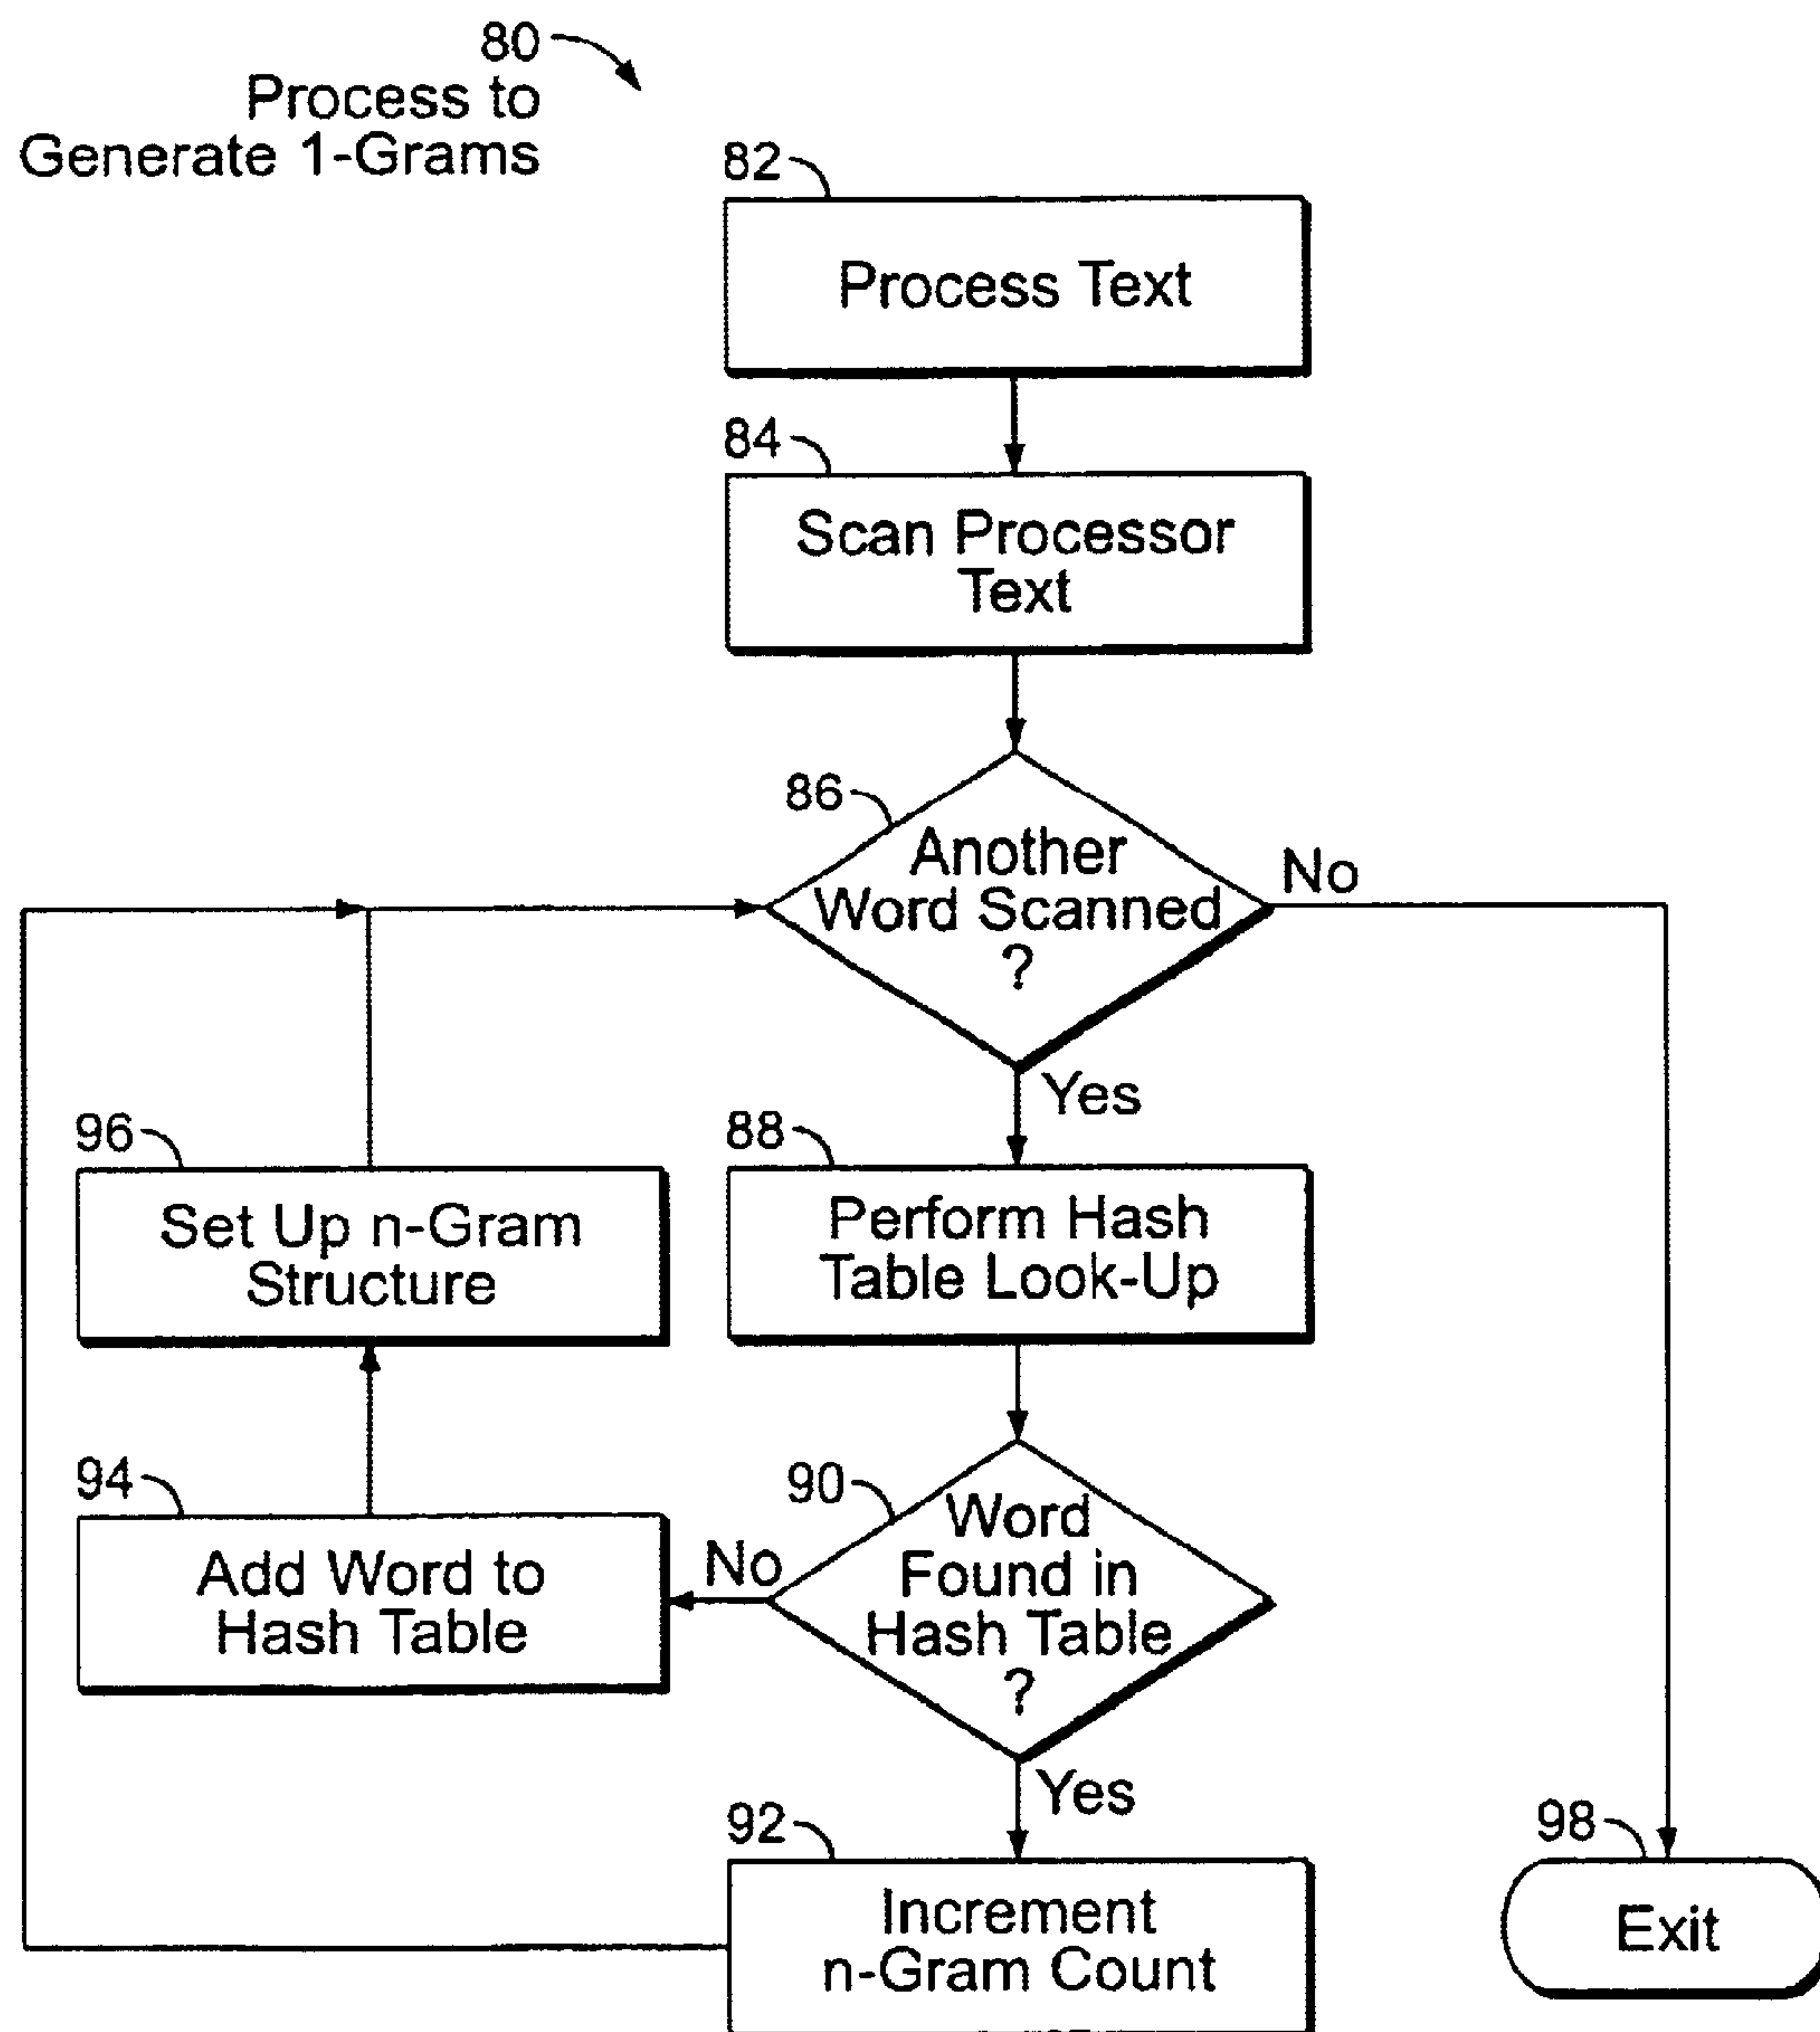 80
Process to
Generate 1-Grams
82
Process Text
84
Scan Processor
Text
86
Another
Word Scanned
?
No
Yes
96
Set Up n-Gram
Structure
88
Perform Hash
Table Look-Up
94
Add Word to
Hash Table
No
90
Word
Found in
Hash Table
?
Yes
92
Increment
n-Gram Count
98
Exit